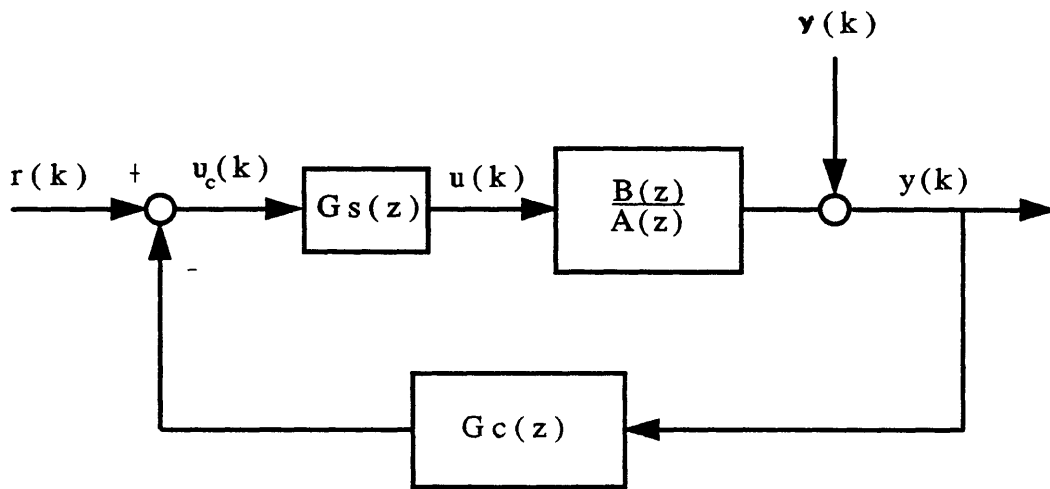 v(k)
r(k)
+
u_c(k)
Gs(z)
u(k)
B(z)
A(z)
y(k)
-
Gc(z)